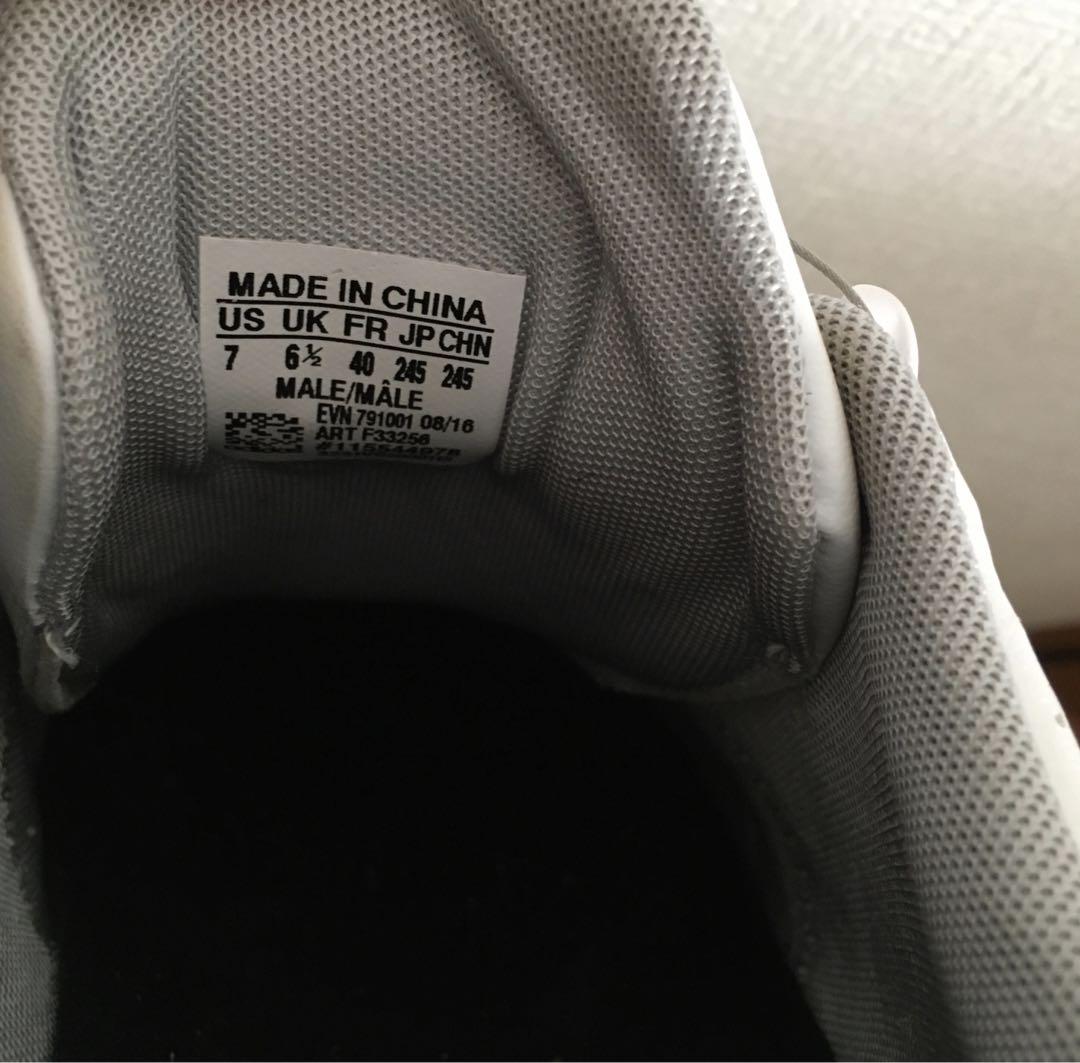 MADE IN CHINA
US UK FR JP CHN
7 6½ 40 245 245
MALE/MÂLE
EVN 791001 08/16
ART F33256